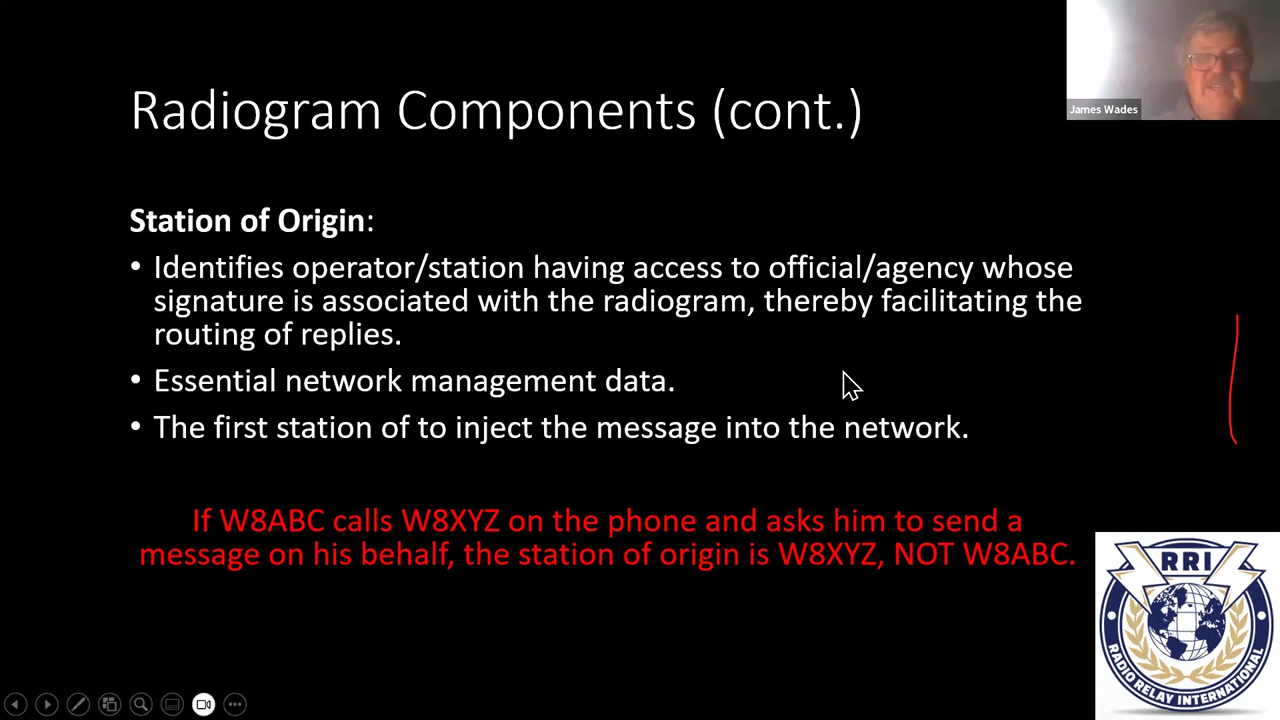 James Wades
Radiogram Components (cont.)
Station of Origin:
• Identifies operator/station having access to official/agency whose
signature is associated with the radiogram, thereby facilitating the
routing of replies.
• Essential network management data.
• The first station of to inject the message into the network.
If W8ABC calls W8XYZ on the phone and asks him to send a
message on his behalf, the station of origin is W8XYZ, NOT W8ABC.
RRI
RADIO RELAY INTERNATIONAL